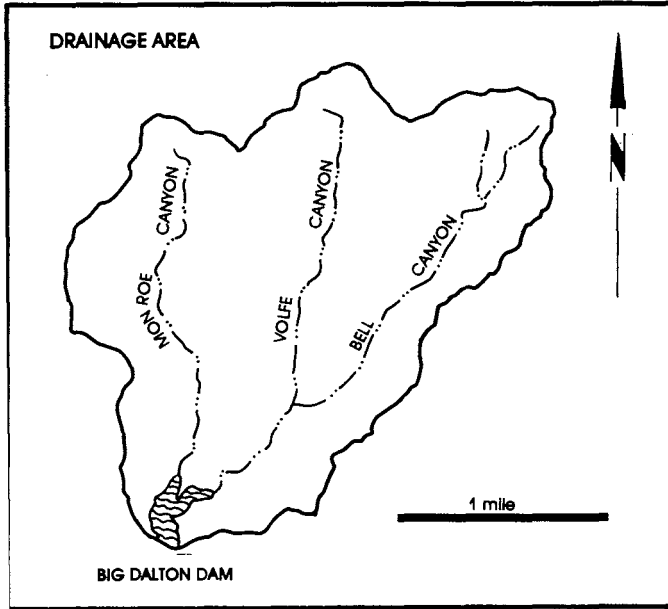 DRAINAGE AREA
N
MON ROE CANYON
VOLFE CANYON
BELL CANYON
1 mile
BIG DALTON DAM